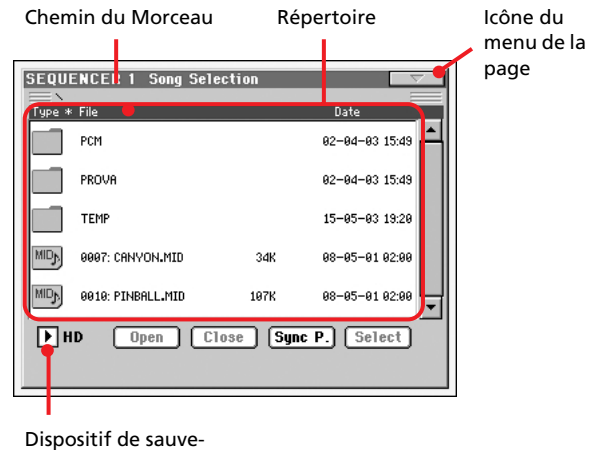 Chemin du Morceau Répertoire Icône du
menu de la
page
SEQUENCER 1 Song Selection
\
Type * File Date
PCM 02-04-03 15:49
PROVA 02-04-03 15:49
TEMP 15-05-03 19:20
MID 0007: CANYON.MID 34K 08-05-01 02:00
MID 0010: PINBALL.MID 107K 08-05-01 02:00
HD Open Close Sync P. Select
Dispositif de sauve-